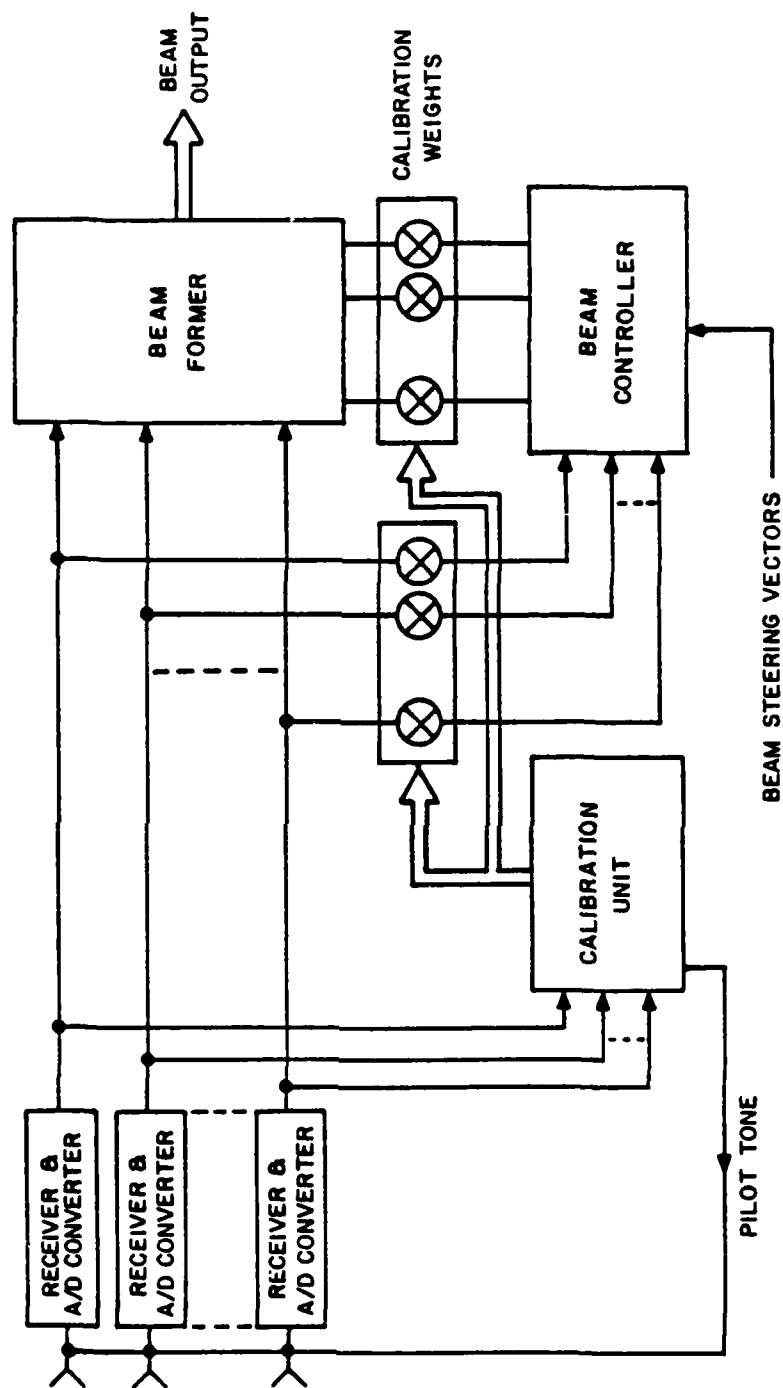 RECEIVER &
A/D CONVERTER
RECEIVER &
A/D CONVERTER
RECEIVER &
A/D CONVERTER
BEAM
FORMER
BEAM
OUTPUT
CALIBRATION
WEIGHTS
CALIBRATION
UNIT
BEAM
CONTROLLER
PILOT TONE
BEAM STEERING VECTORS